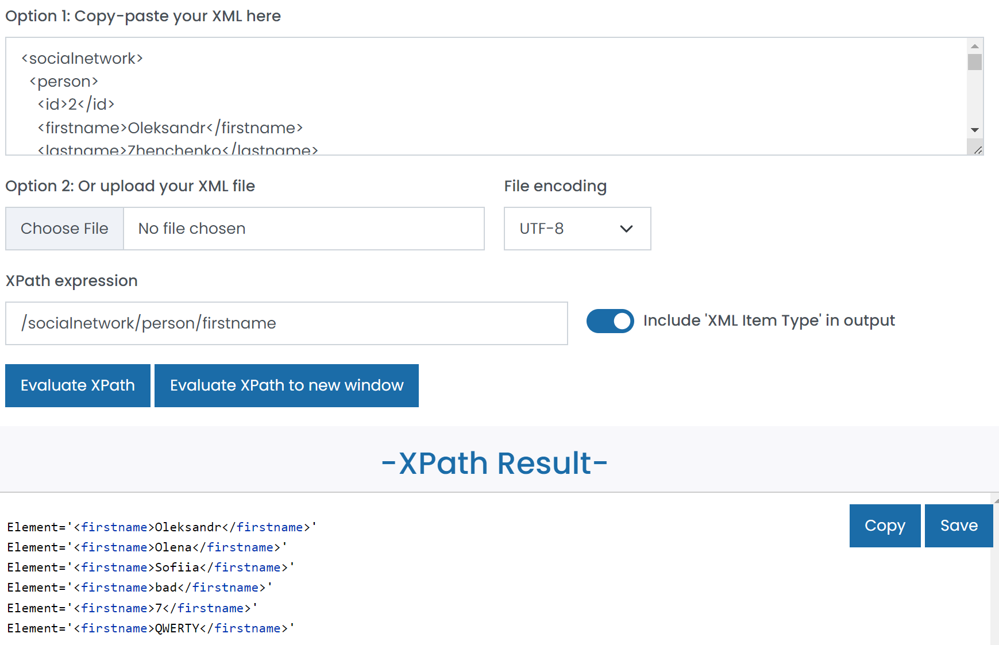 Option 1: Copy-paste your XML here
<socialnetwork>
<person>
<id>2</id>
<firstname>Oleksandr</firstname>
<lastname>Zhenchenko</lastname>
Option 2: Or upload your XML file
File encoding
Choose File
No file chosen
UTF-8
XPath expression
/socialnetwork/person/firstname
Include 'XML Item Type' in output
Evaluate XPath
Evaluate XPath to new window
-XPath Result-
Copy
Save
Element='<firstname>Oleksandr</firstname>'
Element='<firstname>Olena</firstname>'
Element='<firstname>Sofiia</firstname>'
Element='<firstname>bad</firstname>'
Element='<firstname>7</firstname>'
Element='<firstname>QWERTY</firstname>'